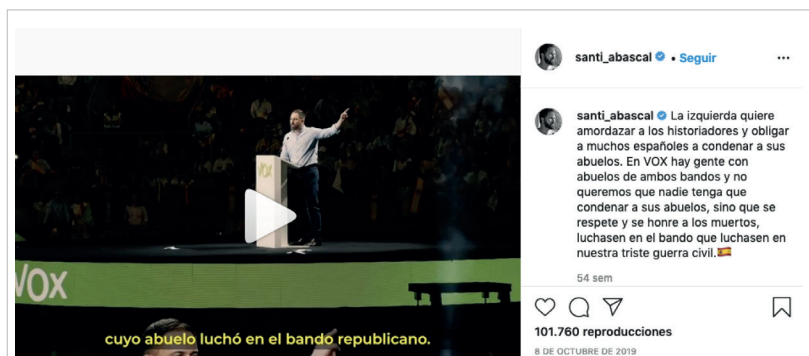 santi_abascal • Seguir
santi_abascal La izquierda quiere
amordazar a los historiadores y obligar
a muchos españoles a condenar a sus
abuelos. En VOX hay gente con
abuelos de ambos bandos y no
queremos que nadie tenga que
condenar a sus abuelos, sino que se
respete y se honre a los muertos,
luchasen en el bando que luchasen en
nuestra triste guerra civil.🇪🇸
54 sem
101.760 reproducciones
8 DE OCTUBRE DE 2019
VOX
VOX
cuyo abuelo luchó en el bando republicano.